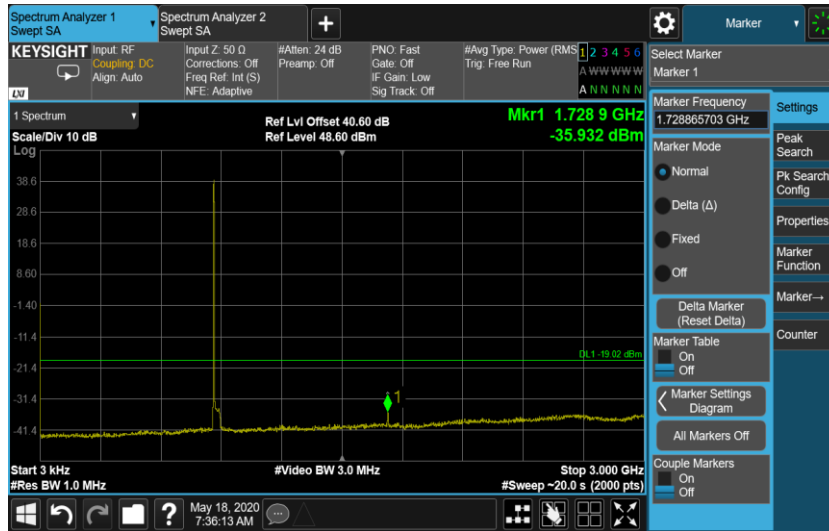 Spectrum Analyzer 1
Swept SA
Spectrum Analyzer 2
Swept SA
Marker
KEYSIGHT
LXI
Input: RF
Coupling: DC
Align: Auto
Input Z: 50 Ω
Corrections: Off
Freq Ref: Int (S)
NFE: Adaptive
#Atten: 24 dB
Preamp: Off
PNO: Fast
Gate: Off
IF Gain: Low
Sig Track: Off
#Avg Type: Power (RMS
Trig: Free Run
1 2 3 4 5 6
A W W W W W
A N N N N N
Select Marker
Marker 1
1 Spectrum
Scale/Div 10 dB
Log
Ref Lvl Offset 40.60 dB
Ref Level 48.60 dBm
Mkr1 1.728 9 GHz
-35.932 dBm
38.6
28.6
18.6
8.60
-1.40
-11.4
-21.4
-31.4
-41.4
DL1 -19.02 dBm
1
Start 3 kHz
#Res BW 1.0 MHz
#Video BW 3.0 MHz
Stop 3.000 GHz
#Sweep ~20.0 s (2000 pts)
Marker Frequency
1.728865703 GHz
Marker Mode
Normal
Delta (Δ)
Fixed
Off
Delta Marker
(Reset Delta)
Marker Table
On
Off
Marker Settings
Diagram
All Markers Off
Couple Markers
On
Off
Settings
Peak
Search
Pk Search
Config
Properties
Marker
Function
Marker→
Counter
?
May 18, 2020
7:36:13 AM